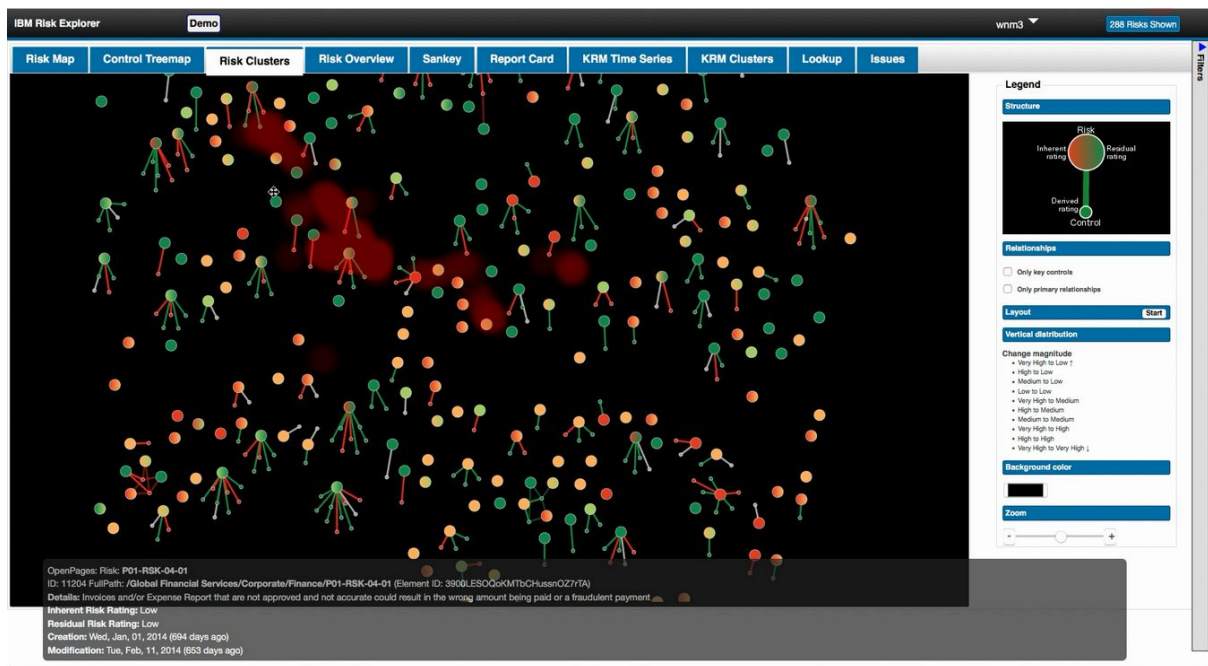 IBM Risk Explorer
Demo
wnm3
288 Risks Shown
Risk Map
Control Treemap
Risk Clusters
Risk Overview
Sankey
Report Card
KRM Time Series
KRM Clusters
Lookup
Issues
Filters
Legend
Structure
Risk
Inherent rating
Residual rating
Derived rating
Control
Relationships
Only key controls
Only primary relationships
Layout
Start
Vertical distribution
Change magnitude
• Very High to Low ↑
• High to Low
• Medium to Low
• Low to Low
• Very High to Medium
• High to Medium
• Medium to Medium
• Very High to High
• High to High
• Very High to Very High ↓
Background color
Zoom
- +
OpenPages: Risk: P01-RSK-04-01
ID: 11204 FullPath: /Global Financial Services/Corporate/Finance/P01-RSK-04-01 (Element ID:
Details: Invoices and/or Expense Report that are not approved and not accurate could result in the wrong amount being paid or a fraudulent payment
Inherent Risk Rating: Low
Residual Risk Rating: Low
Creation: Wed, Jan, 01, 2014 (694 days ago)
Modification: Tue, Feb, 11, 2014 (653 days ago)